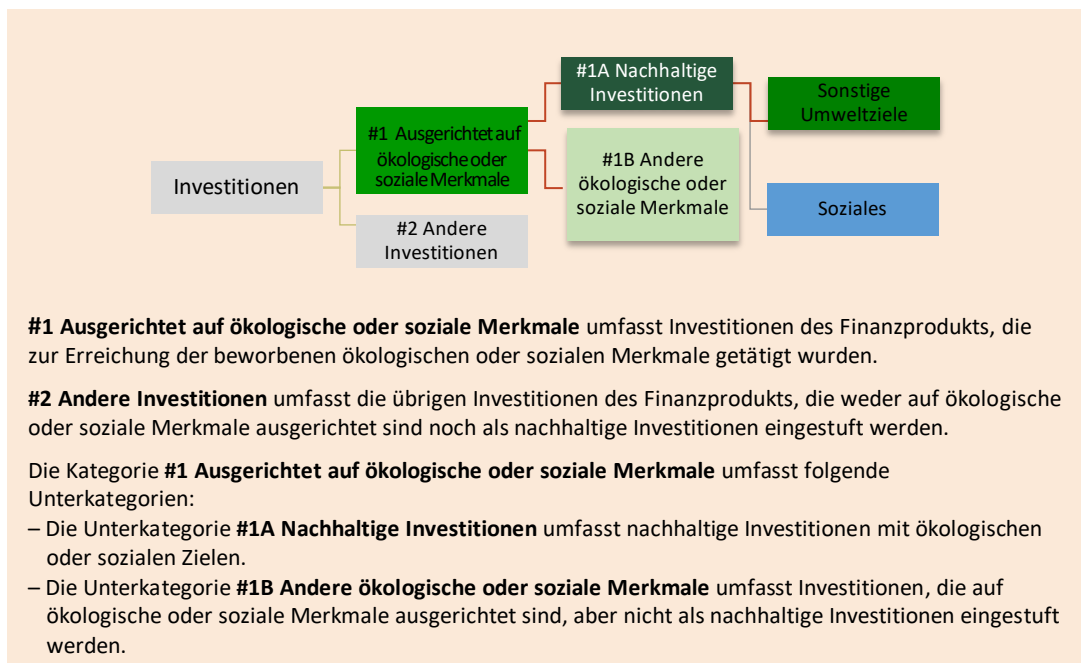 #1A Nachhaltige
Investitionen
Sonstige
Umweltziele
#1 Ausgerichtet auf
ökologische oder
soziale Merkmale
#1B Andere
ökologische oder
soziale Merkmale
Investitionen
Soziales
#2 Andere
Investitionen
#1 Ausgerichtet auf ökologische oder soziale Merkmale umfasst Investitionen des Finanzprodukts, die
zur Erreichung der beworbenen ökologischen oder sozialen Merkmale getätigt wurden.
#2 Andere Investitionen umfasst die übrigen Investitionen des Finanzprodukts, die weder auf ökologische
oder soziale Merkmale ausgerichtet sind noch als nachhaltige Investitionen eingestuft werden.
Die Kategorie #1 Ausgerichtet auf ökologische oder soziale Merkmale umfasst folgende
Unterkategorien:
– Die Unterkategorie #1A Nachhaltige Investitionen umfasst nachhaltige Investitionen mit ökologischen
oder sozialen Zielen.
– Die Unterkategorie #1B Andere ökologische oder soziale Merkmale umfasst Investitionen, die auf
ökologische oder soziale Merkmale ausgerichtet sind, aber nicht als nachhaltige Investitionen eingestuft
werden.